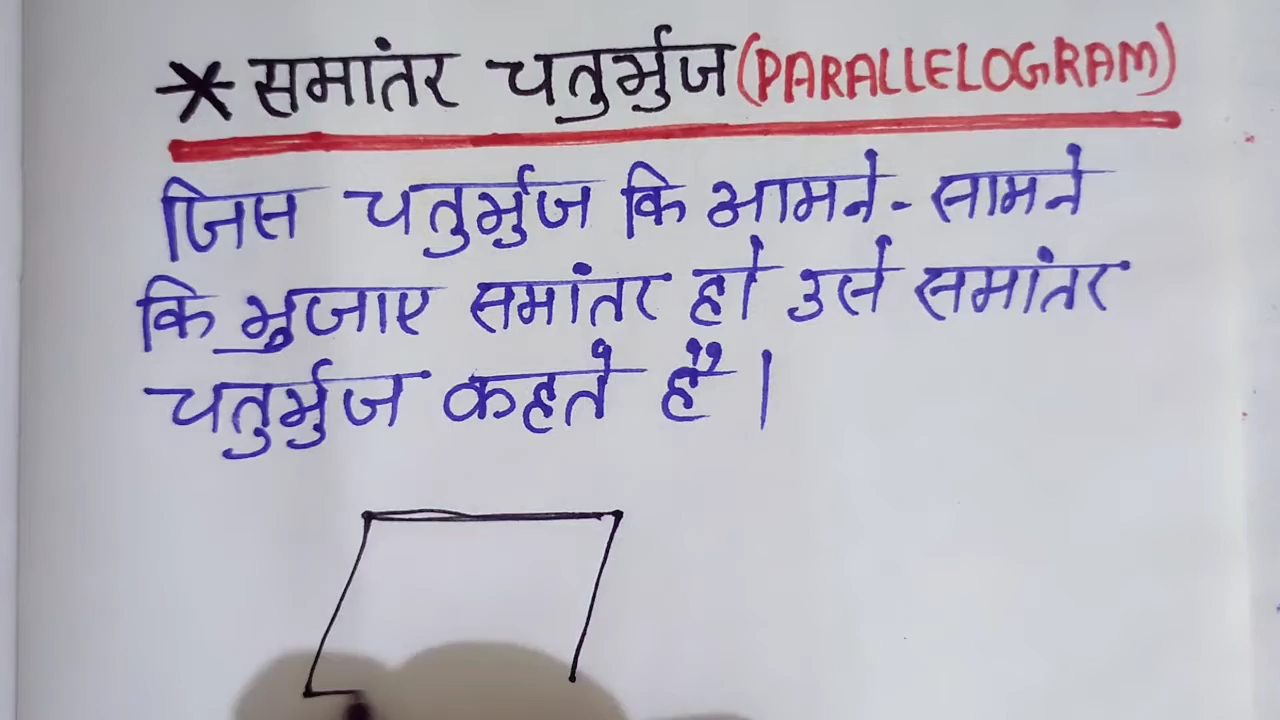 * समांतर चतुर्भुज (PARALLELOGRAM)
जिस चतुर्भुज कि आमने - सामने
कि भुजाए समांतर हो उसे समांतर
चतुर्भुज कहते हैं ।